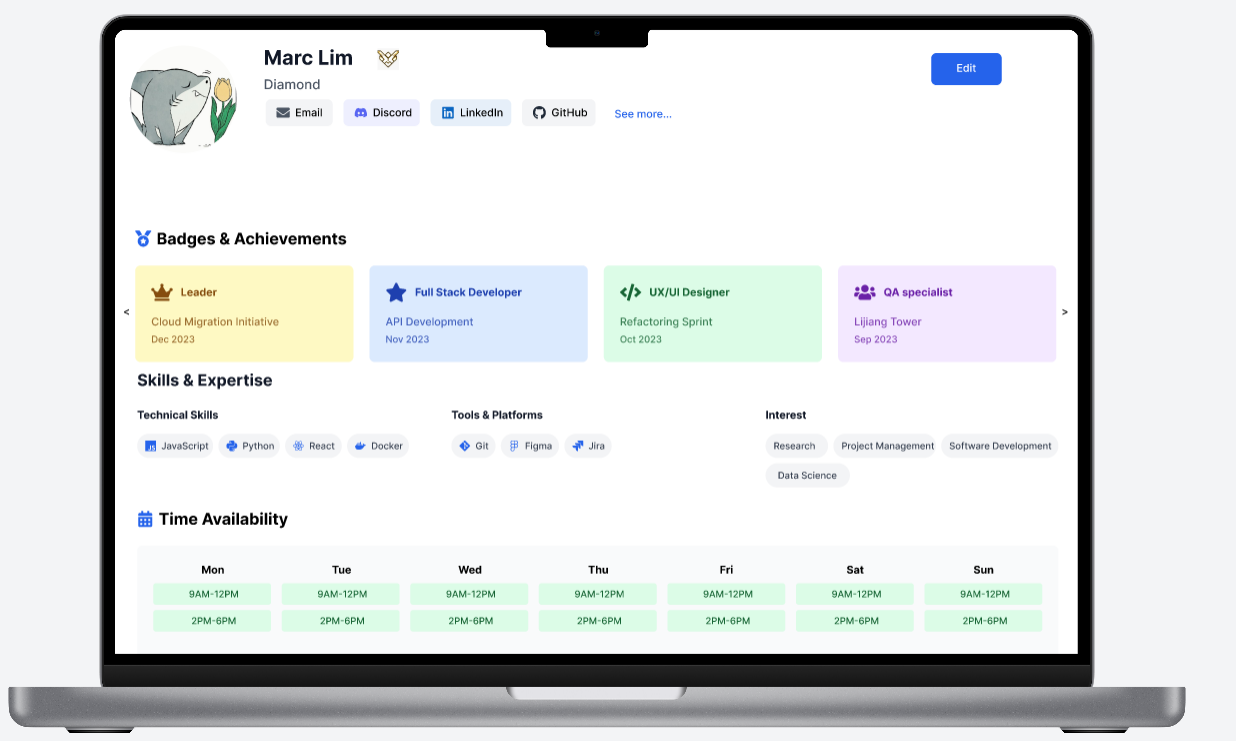 Marc Lim
Edit
Diamond
Email Discord LinkedIn GitHub See more...
Badges & Achievements
Leader
Cloud Migration Initiative
Dec 2023
Full Stack Developer
API Development
Nov 2023
UX/UI Designer
Refactoring Sprint
Oct 2023
QA specialist
Lijiang Tower
Sep 2023
< >
Skills & Expertise
Technical Skills
JavaScript Python React Docker
Tools & Platforms
Git Figma Jira
Interest
Research Project Management Software Development
Data Science
Time Availability
Mon Tue Wed Thu Fri Sat Sun
9AM-12PM 9AM-12PM 9AM-12PM 9AM-12PM 9AM-12PM 9AM-12PM 9AM-12PM
2PM-6PM 2PM-6PM 2PM-6PM 2PM-6PM 2PM-6PM 2PM-6PM 2PM-6PM